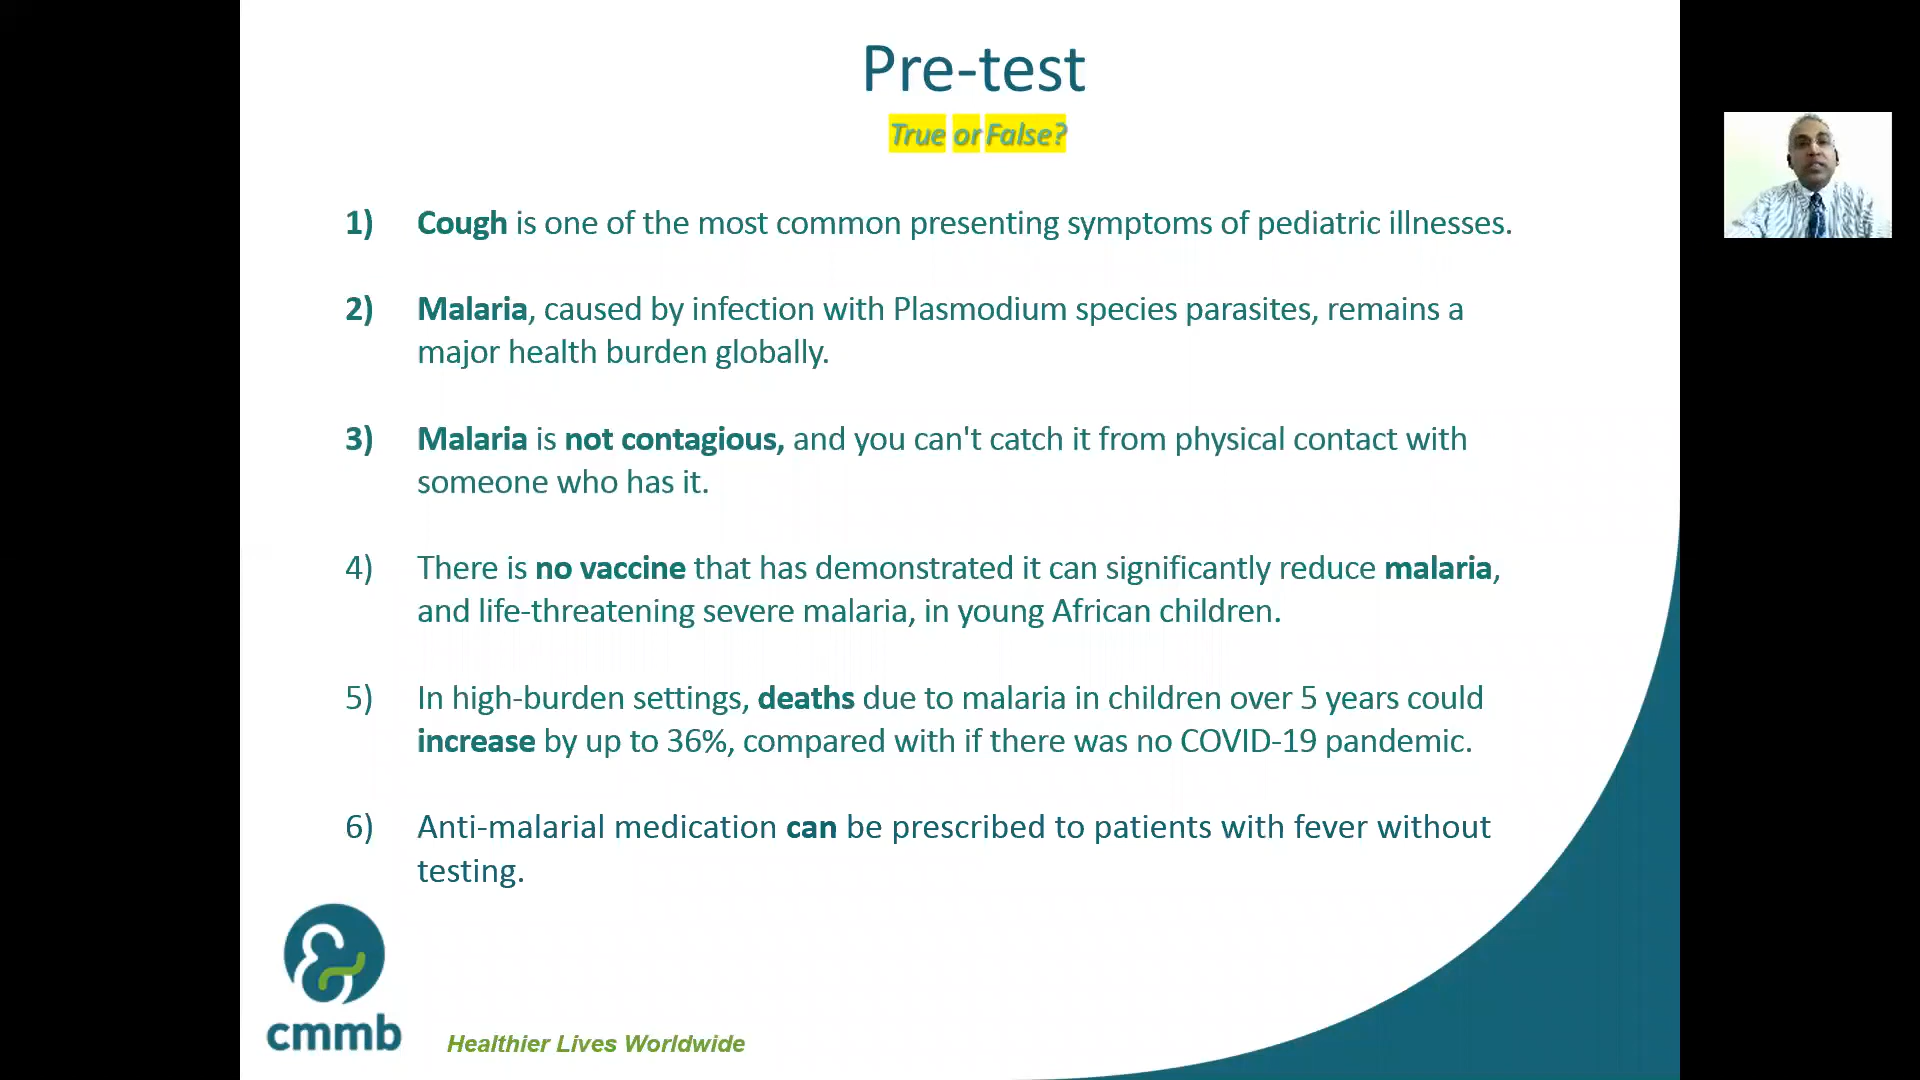 Pre-test
True or False?
1) Cough is one of the most common presenting symptoms of pediatric illnesses.
2) Malaria, caused by infection with Plasmodium species parasites, remains a
major health burden globally.
3) Malaria is not contagious, and you can't catch it from physical contact with
someone who has it.
4) There is no vaccine that has demonstrated it can significantly reduce malaria,
and life-threatening severe malaria, in young African children.
5) In high-burden settings, deaths due to malaria in children over 5 years could
increase by up to 36%, compared with if there was no COVID-19 pandemic.
6) Anti-malarial medication can be prescribed to patients with fever without
testing.
cmmb
Healthier Lives Worldwide